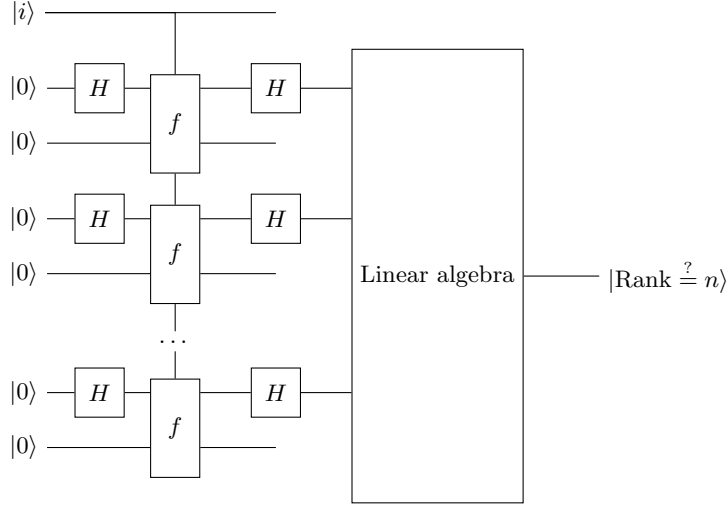 |i⟩
|0⟩ H f H
|0⟩
|0⟩ H f H
|0⟩
Linear algebra |Rank ≟ n⟩
...
|0⟩ H f H
|0⟩